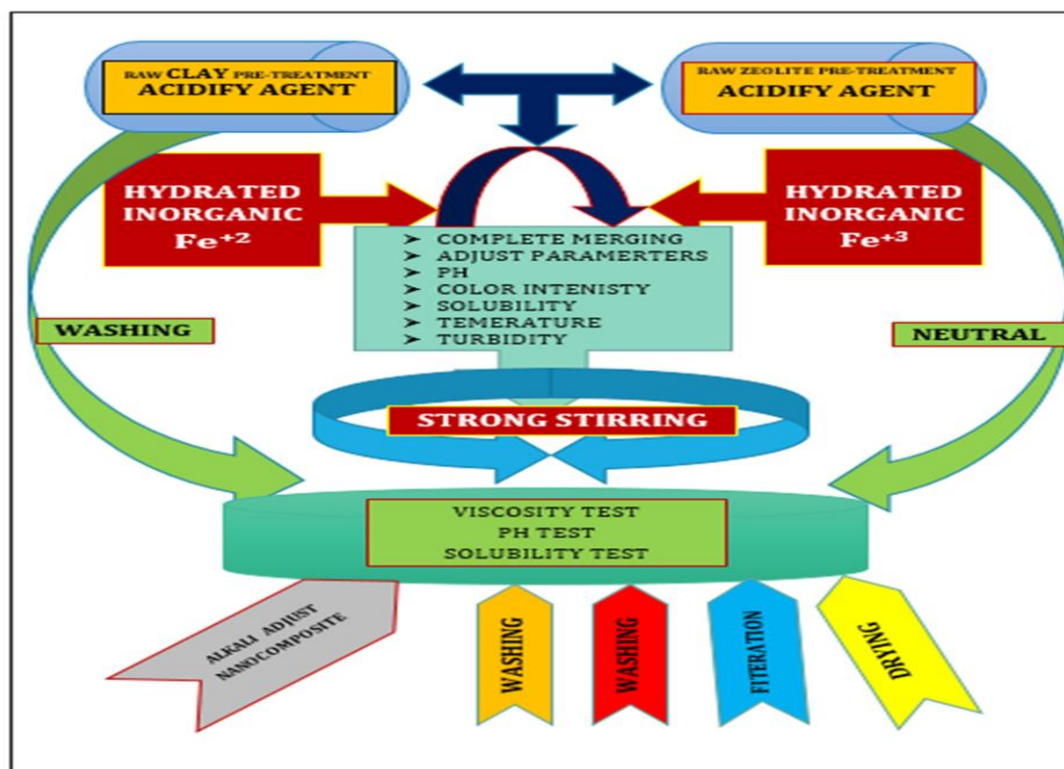 RAW CLAY PRE-TREATMENT
ACIDIFY AGENT
RAW ZEOLITE PRE-TREATMENT
ACIDIFY AGENT
HYDRATED
INORGANIC
Fe⁺²
HYDRATED
INORGANIC
Fe⁺³
➤ COMPLETE MERGING
➤ ADJUST PARAMERTERS
➤ PH
➤ COLOR INTENISTY
➤ SOLUBILITY
➤ TEMERATURE
➤ TURBIDITY
WASHING
NEUTRAL
STRONG STIRRING
VISCOSITY TEST
PH TEST
SOLUBILITY TEST
ALKALI ADJUST
NANOCOMPOSITE
WASHING
WASHING
FITERATION
DRYING